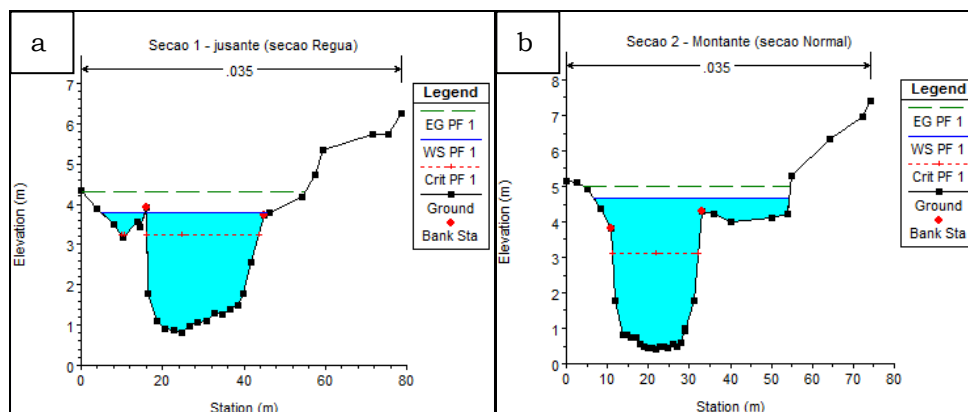 a
Secao 1 - jusante (secao Regua)
.035
7
6
5
4
3
2
1
0
Elevation (m)
0 20 40 60 80
Station (m)
Legend
EG PF 1
WS PF 1
Crit PF 1
Ground
Bank Sta
b
Secao 2 - Montante (secao Normal)
.035
8
7
6
5
4
3
2
1
0
Elevation (m)
0 10 20 30 40 50 60 70 80
Station (m)
Legend
EG PF 1
WS PF 1
Crit PF 1
Ground
Bank Sta